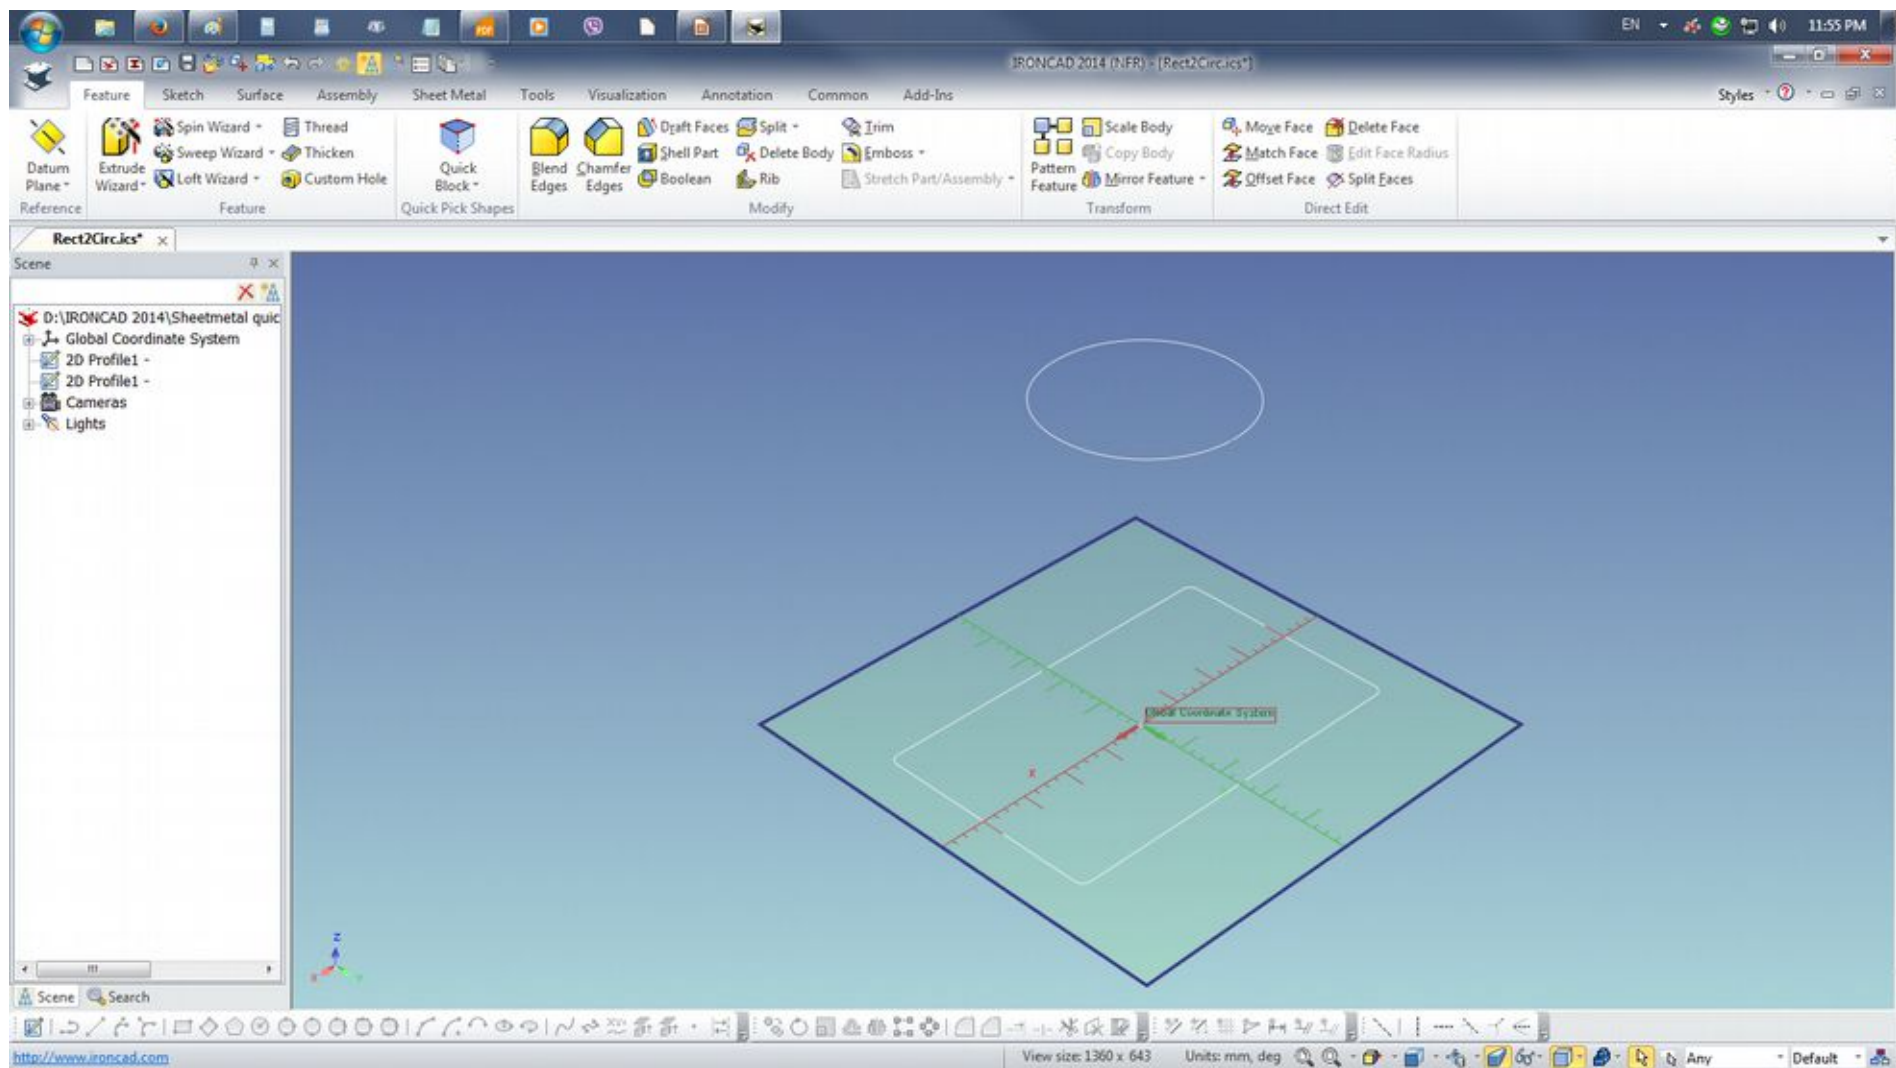 EN 11:55 PM
IRONCAD 2014 (NFR) - [Rect2Circ.ics*]
Feature Sketch Surface Assembly Sheet Metal Tools Visualization Annotation Common Add-Ins Styles
Datum Plane
Extrude Wizard
Spin Wizard
Sweep Wizard
Loft Wizard
Thread
Thicken
Custom Hole
Quick Block
Blend Edges
Chamfer Edges
Draft Faces
Shell Part
Boolean
Split
Delete Body
Rib
Trim
Emboss
Stretch Part/Assembly
Pattern Feature
Scale Body
Copy Body
Mirror Feature
Move Face
Match Face
Offset Face
Delete Face
Edit Face Radius
Split Faces
Reference Feature Quick Pick Shapes Modify Transform Direct Edit
Rect2Circ.ics*
Scene
D:\IRONCAD 2014\Sheetmetal quic
Global Coordinate System
2D Profile1 -
2D Profile1 -
Cameras
Lights
Global Coordinate System
X
Z
Scene Search
http://www.ironcad.com
View size: 1360 x 643 Units: mm, deg Any Default